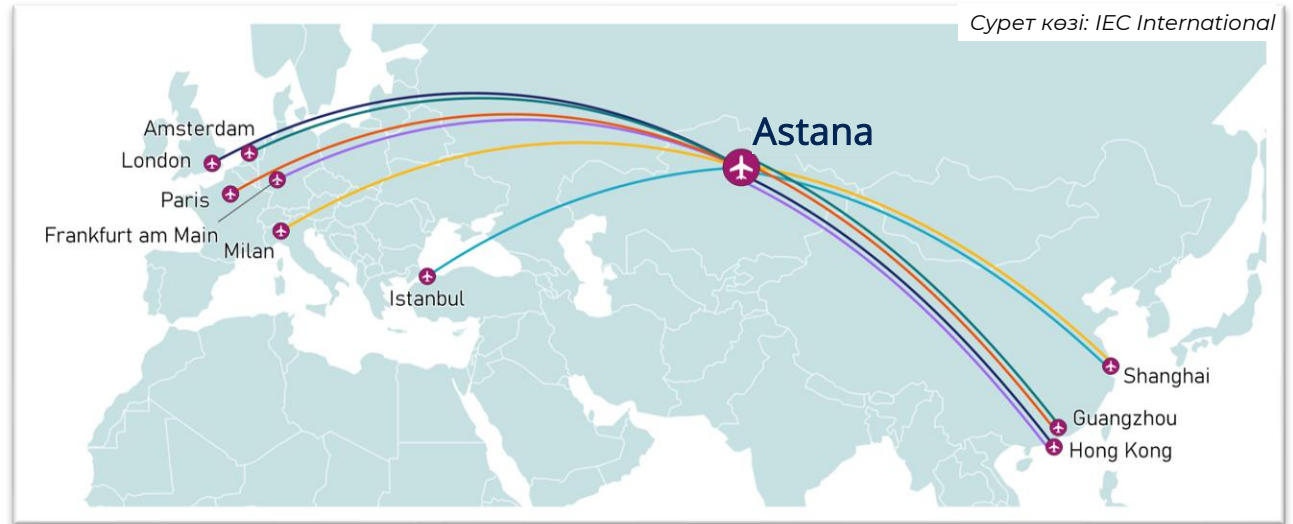 Сурет көзі: IEC International
Astana
Amsterdam
London
Paris
Frankfurt am Main
Milan
Istanbul
Shanghai
Guangzhou
Hong Kong